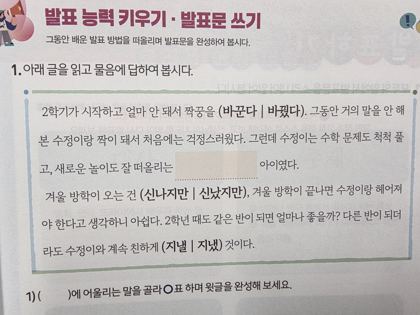 발표 능력 키우기 · 발표문 쓰기
그동안 배운 발표 방법을 떠올리며 발표문을 완성하여 봅시다.
1. 아래 글을 읽고 물음에 답하여 봅시다.
2학기가 시작하고 얼마 안 돼서 짝꿍을 (바꾼다 | 바꿨다). 그동안 거의 말을 안 해
본 수정이랑 짝이 돼서 처음에는 걱정스러웠다. 그런데 수정이는 수학 문제도 척척 풀
고, 새로운 놀이도 잘 떠올리는 아이였다.
겨울 방학이 오는 건 (신나지만 | 신났지만), 겨울 방학이 끝나면 수정이랑 헤어져
야 한다고 생각하니 아쉽다. 2학년 때도 같은 반이 되면 얼마나 좋을까? 다른 반이 되더
라도 수정이와 계속 친하게 (지낼 | 지냈) 것이다.
1) ( )에 어울리는 말을 골라 O표 하며 윗글을 완성해 보세요.